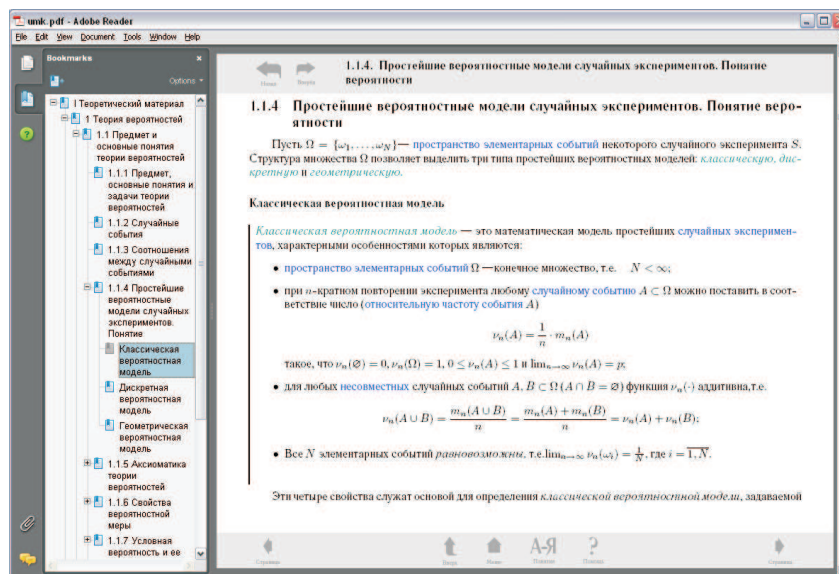 umk.pdf - Adobe Reader
File Edit View Document Tools Window Help
Bookmarks
Options
I Теоретический материал
1 Теория вероятностей
1.1 Предмет и
основные понятия
теории вероятностей
1.1.1 Предмет,
основные понятия и
задачи теории
вероятностей
1.1.2 Случайные
события
1.1.3 Соотношения
между случайными
событиями
1.1.4 Простейшие
вероятностные
модели случайных
экспериментов.
Понятие
Классическая
вероятностная
модель
Дискретная
вероятностная
модель
Геометрическая
вероятностная
модель
1.1.5 Аксиоматика
теории
вероятностей
1.1.6 Свойства
вероятностной
меры
1.1.7 Условная
вероятность и ее
Назад Вперёд
1.1.4. Простейшие вероятностные модели случайных экспериментов. Понятие
вероятности
1.1.4 Простейшие вероятностные модели случайных экспериментов. Понятие веро-
ятности
Пусть Ω = {ω₁, . . . , ω_N}— пространство элементарных событий некоторого случайного эксперимента S.
Структура множества Ω позволяет выделить три типа простейших вероятностных моделей: классическую, дис-
кретную и геометрическую.
Классическая вероятностная модель
Классическая вероятностная модель — это математическая модель простейших случайных эксперимен-
тов, характерными особенностями которых являются:
• пространство элементарных событий Ω —конечное множество, т.е. N < ∞;
• при n-кратном повторении эксперимента любому случайному событию A ⊂ Ω можно поставить в соот-
ветствие число (относительную частоту события A)
ν_n(A) = 1/n · m_n(A)
такое, что ν_n(∅) = 0, ν_n(Ω) = 1, 0 ≤ ν_n(A) ≤ 1 и lim_{n→∞} ν_n(A) = p;
• для любых несовместных случайных событий A, B ⊂ Ω (A ∩ B = ∅) функция ν_n(·) аддитивна,т.е.
ν_n(A ∪ B) = m_n(A ∪ B)/n = (m_n(A) + m_n(B))/n = ν_n(A) + ν_n(B);
• Все N элементарных событий равновозможны, т.е.lim_{n→∞} ν_n(ω_i) = 1/N, где i = \overline{1, N}.
Эти четыре свойства служат основой для определения классической вероятностной модели, задаваемой
А-Я ?